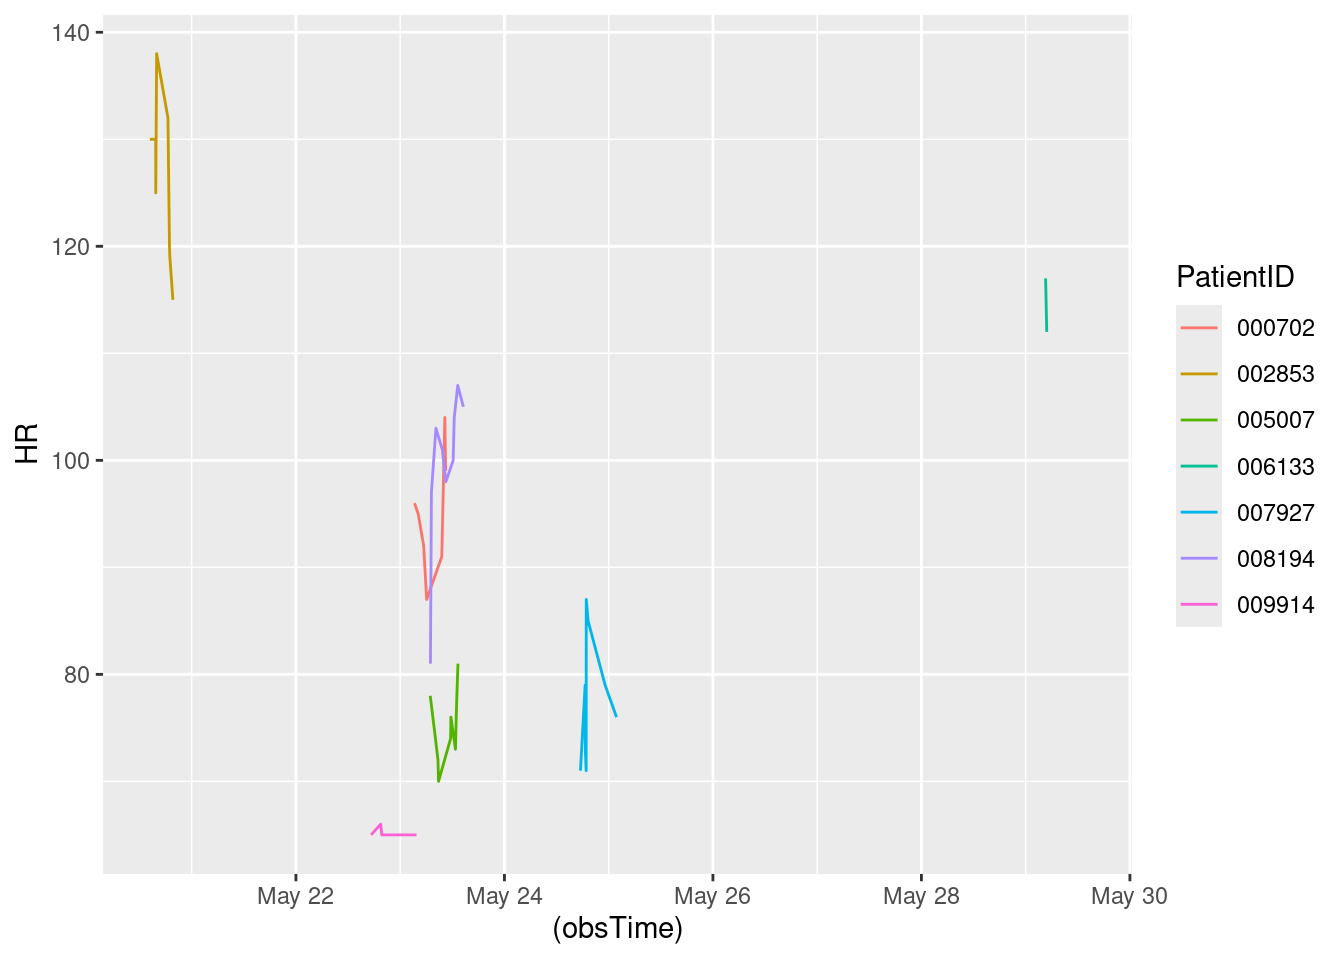 140
120
100
80
HR
May 22
May 24
May 26
May 28
May 30
(obsTime)
PatientID
000702
002853
005007
006133
007927
008194
009914